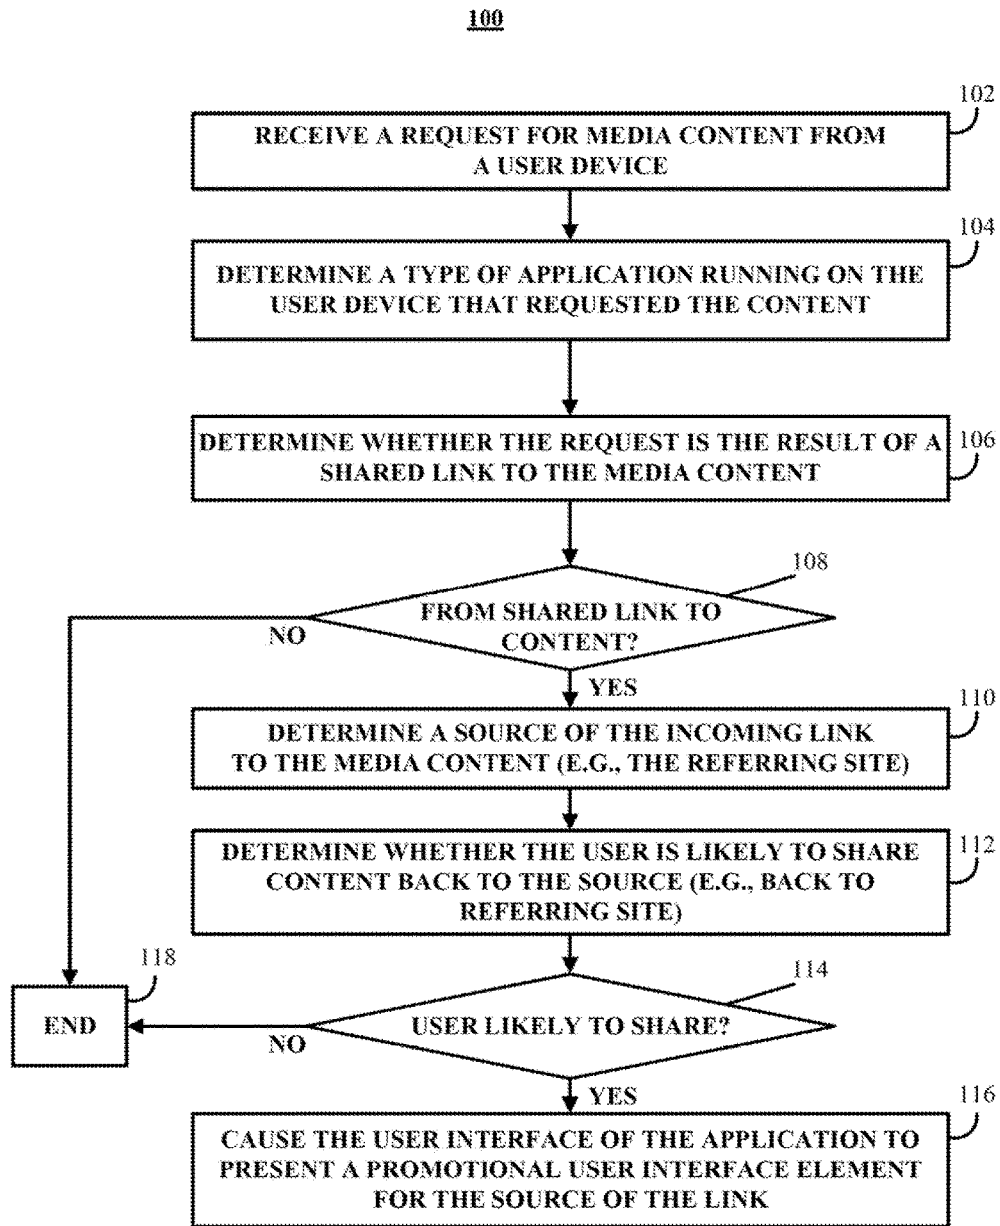 100
102
RECEIVE A REQUEST FOR MEDIA CONTENT FROM
A USER DEVICE
104
DETERMINE A TYPE OF APPLICATION RUNNING ON THE
USER DEVICE THAT REQUESTED THE CONTENT
DETERMINE WHETHER THE REQUEST IS THE RESULT OF A
SHARED LINK TO THE MEDIA CONTENT
106
108
FROM SHARED LINK TO
CONTENT?
NO
YES
110
DETERMINE A SOURCE OF THE INCOMING LINK
TO THE MEDIA CONTENT (E.G., THE REFERRING SITE)
DETERMINE WHETHER THE USER IS LIKELY TO SHARE
CONTENT BACK TO THE SOURCE (E.G., BACK TO
REFERRING SITE)
112
118
END
114
USER LIKELY TO SHARE?
NO
YES
116
CAUSE THE USER INTERFACE OF THE APPLICATION TO
PRESENT A PROMOTIONAL USER INTERFACE ELEMENT
FOR THE SOURCE OF THE LINK